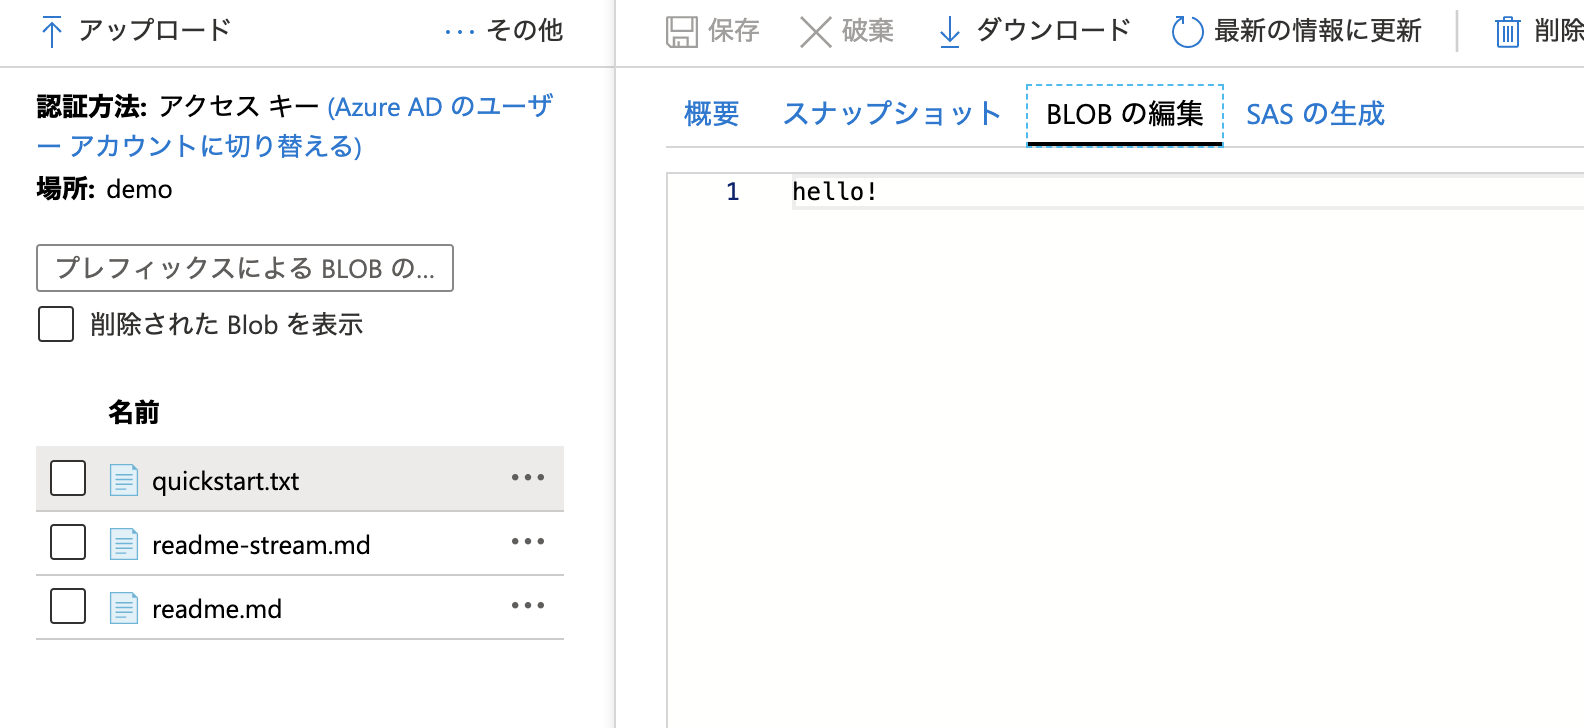 アップロード
··· その他
認証方法: アクセス キー (Azure AD のユーザ
ー アカウントに切り替える)
場所: demo
プレフィックスによる BLOB の...
削除された Blob を表示
名前
quickstart.txt
readme-stream.md
readme.md
保存 破棄 ダウンロード 最新の情報に更新 削除
概要 スナップショット BLOB の編集 SAS の生成
1 hello!